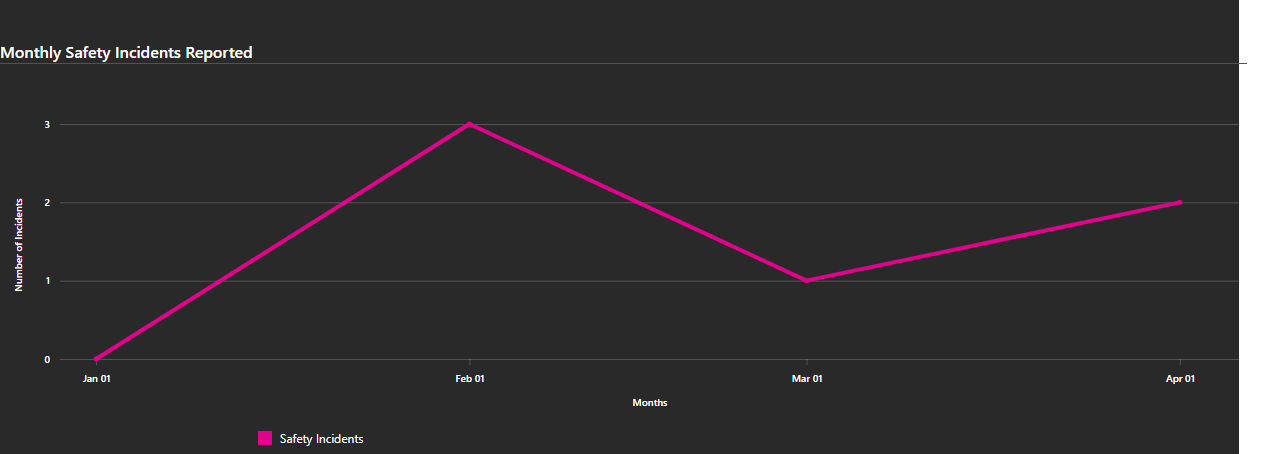 Monthly Safety Incidents Reported
3
2
1
0
Number of Incidents
Jan 01 Feb 01 Mar 01 Apr 01
Months
Safety Incidents